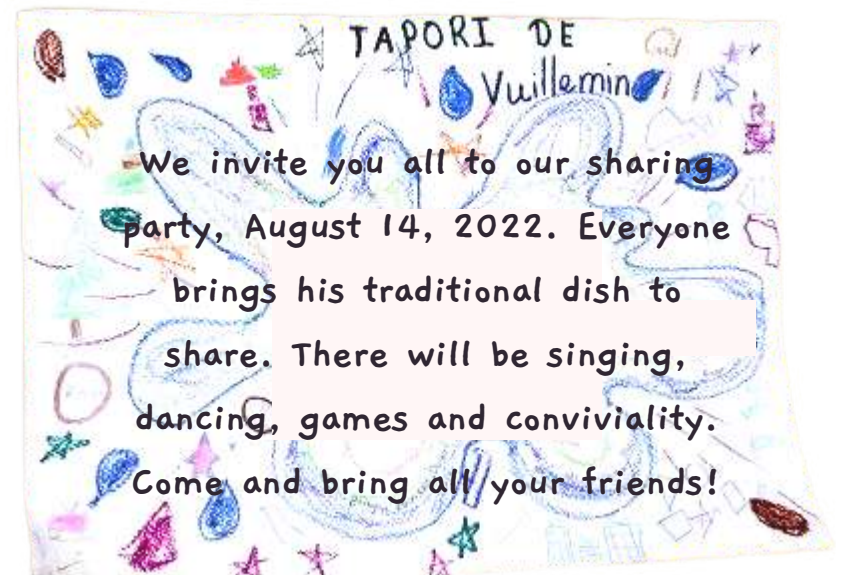 TAPORI DE
Vuillemin
We invite you all to our sharing
party, August 14, 2022. Everyone
brings his traditional dish to
share. There will be singing,
dancing, games and conviviality.
Come and bring all your friends!